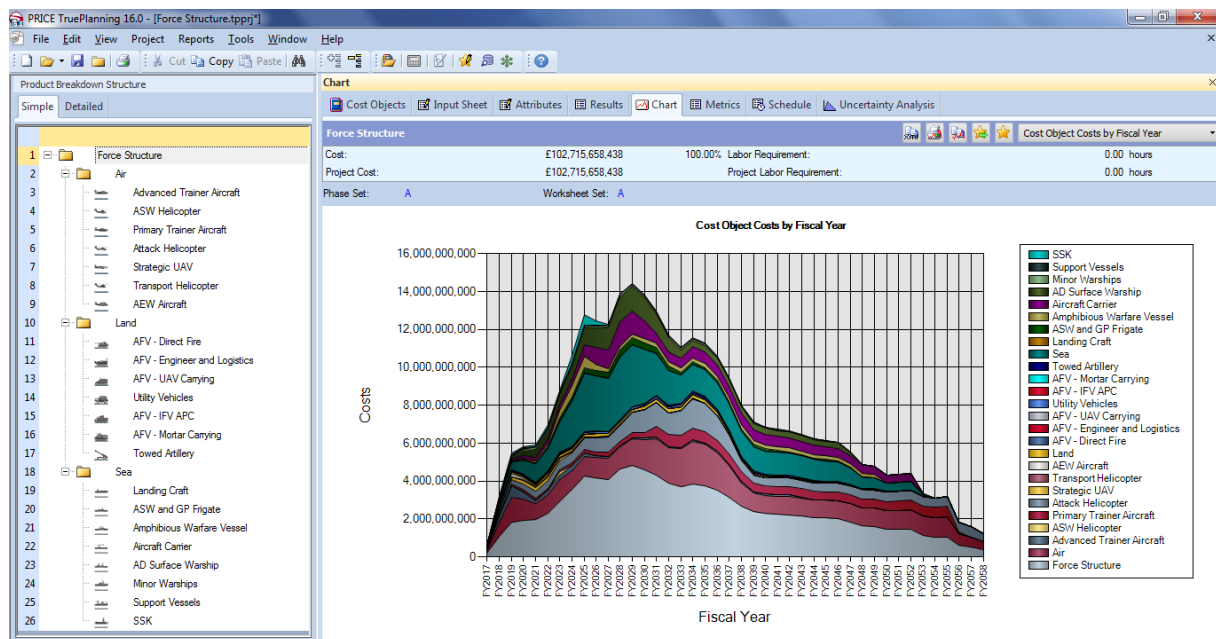 PRICE TruePlanning 16.0 - [Force Structure.tpprj*]
File Edit View Project Reports Tools Window Help
Cut Copy Paste
Product Breakdown Structure
Simple Detailed
1 Force Structure
2 Air
3 Advanced Trainer Aircraft
4 ASW Helicopter
5 Primary Trainer Aircraft
6 Attack Helicopter
7 Strategic UAV
8 Transport Helicopter
9 AEW Aircraft
10 Land
11 AFV - Direct Fire
12 AFV - Engineer and Logistics
13 AFV - UAV Carrying
14 Utility Vehicles
15 AFV - IFV APC
16 AFV - Mortar Carrying
17 Towed Artillery
18 Sea
19 Landing Craft
20 ASW and GP Frigate
21 Amphibious Warfare Vessel
22 Aircraft Carrier
23 AD Surface Warship
24 Minor Warships
25 Support Vessels
26 SSK
Chart
Cost Objects Input Sheet Attributes Results Chart Metrics Schedule Uncertainty Analysis
Force Structure Cost Object Costs by Fiscal Year
Cost: £102,715,658,438 100.00% Labor Requirement: 0.00 hours
Project Cost: £102,715,658,438 Project Labor Requirement: 0.00 hours
Phase Set: A Worksheet Set: A
Cost Object Costs by Fiscal Year
Costs
16,000,000,000
14,000,000,000
12,000,000,000
10,000,000,000
8,000,000,000
6,000,000,000
4,000,000,000
2,000,000,000
0
FY2017
FY2018
FY2019
FY2020
FY2021
FY2022
FY2023
FY2024
FY2025
FY2026
FY2027
FY2028
FY2029
FY2030
FY2031
FY2032
FY2033
FY2034
FY2035
FY2036
FY2037
FY2038
FY2039
FY2040
FY2041
FY2042
FY2043
FY2044
FY2045
FY2046
FY2047
FY2048
FY2049
FY2050
FY2051
FY2052
FY2053
FY2054
FY2055
FY2056
FY2057
FY2058
Fiscal Year
SSK
Support Vessels
Minor Warships
AD Surface Warship
Aircraft Carrier
Amphibious Warfare Vessel
ASW and GP Frigate
Landing Craft
Sea
Towed Artillery
AFV - Mortar Carrying
AFV - IFV APC
Utility Vehicles
AFV - UAV Carrying
AFV - Engineer and Logistics
AFV - Direct Fire
Land
AEW Aircraft
Transport Helicopter
Strategic UAV
Attack Helicopter
Primary Trainer Aircraft
ASW Helicopter
Advanced Trainer Aircraft
Air
Force Structure